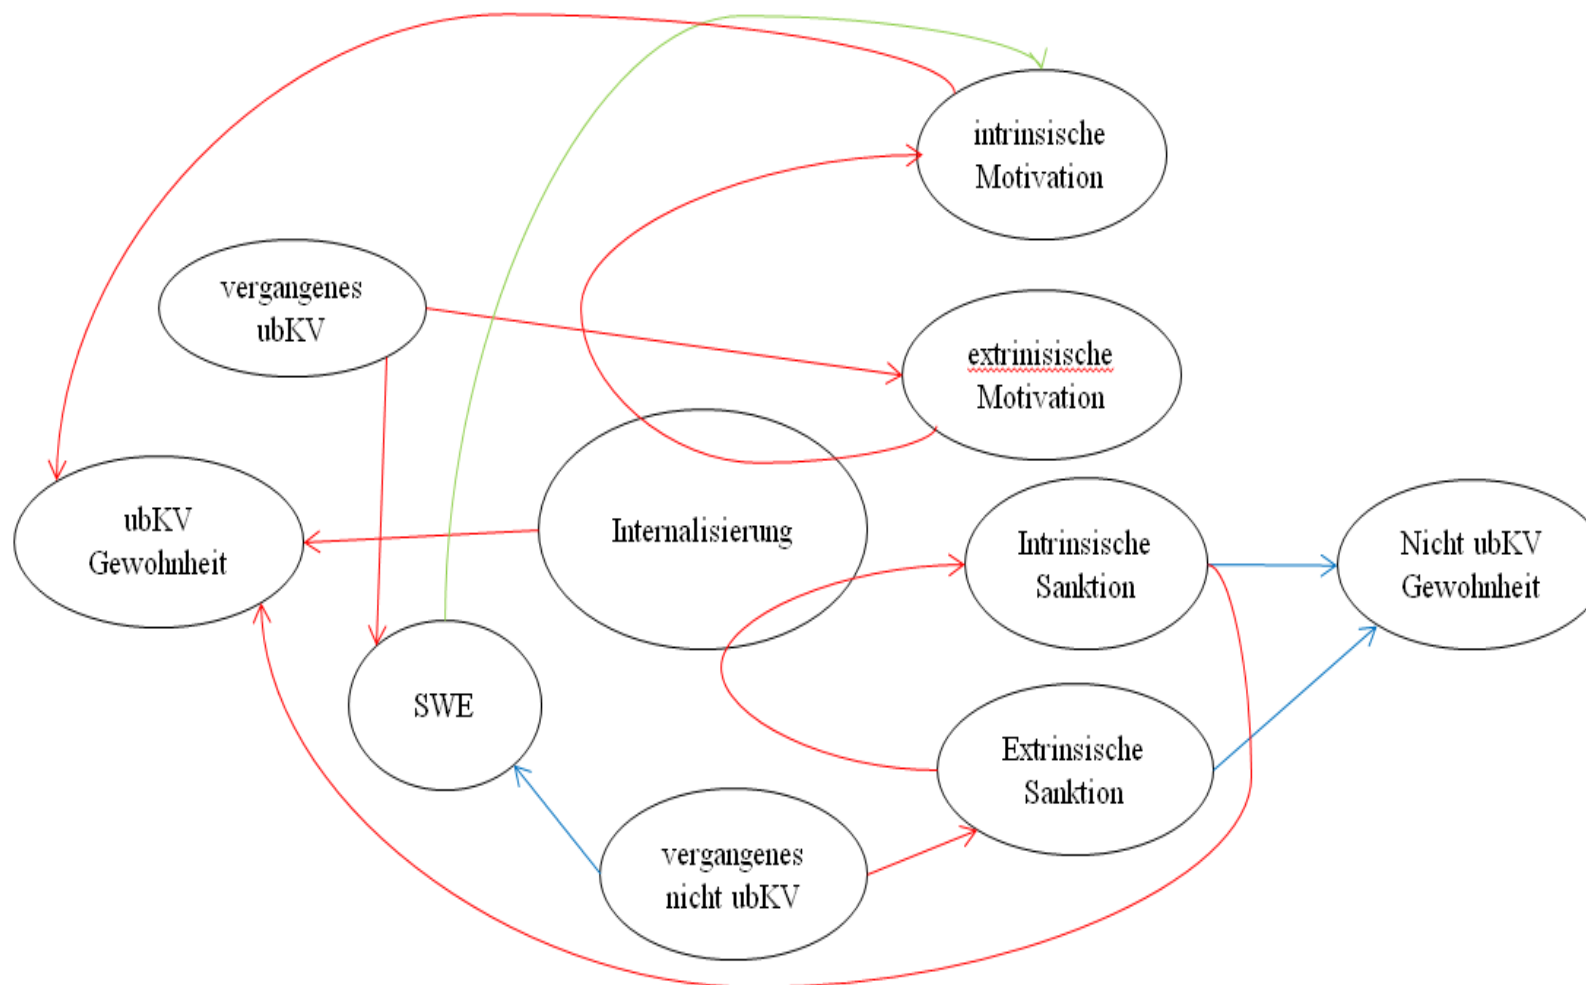 intrinsische
Motivation
vergangenes
ubKV
extrinisische
Motivation
ubKV
Gewohnheit
Internalisierung
Intrinsische
Sanktion
Nicht ubKV
Gewohnheit
SWE
Extrinsische
Sanktion
vergangenes
nicht ubKV